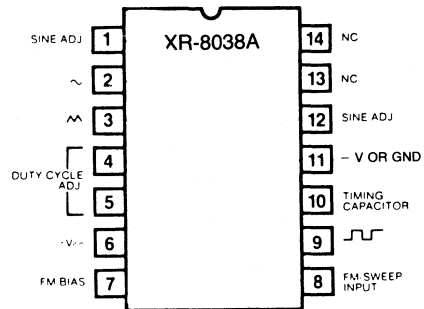 XR-8038A
SINE ADJ 1
2
3
DUTY CYCLE
ADJ
4
5
6
FM BIAS 7
14 NC
13 NC
12 SINE ADJ
11 – V OR GND
10 TIMING
CAPACITOR
9
8 FM SWEEP
INPUT